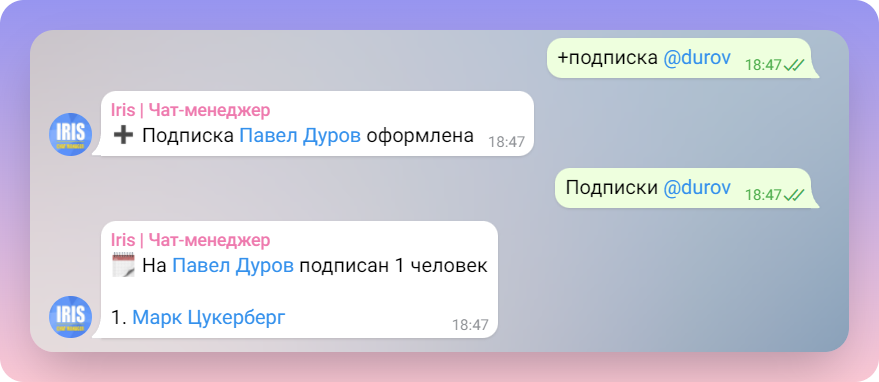 +подписка @durov 18:47
Iris | Чат-менеджер
➕ Подписка Павел Дуров оформлена 18:47
IRIS
Подписки @durov 18:47
Iris | Чат-менеджер
🗓 На Павел Дуров подписан 1 человек
1. Марк Цукерберг 18:47
IRIS